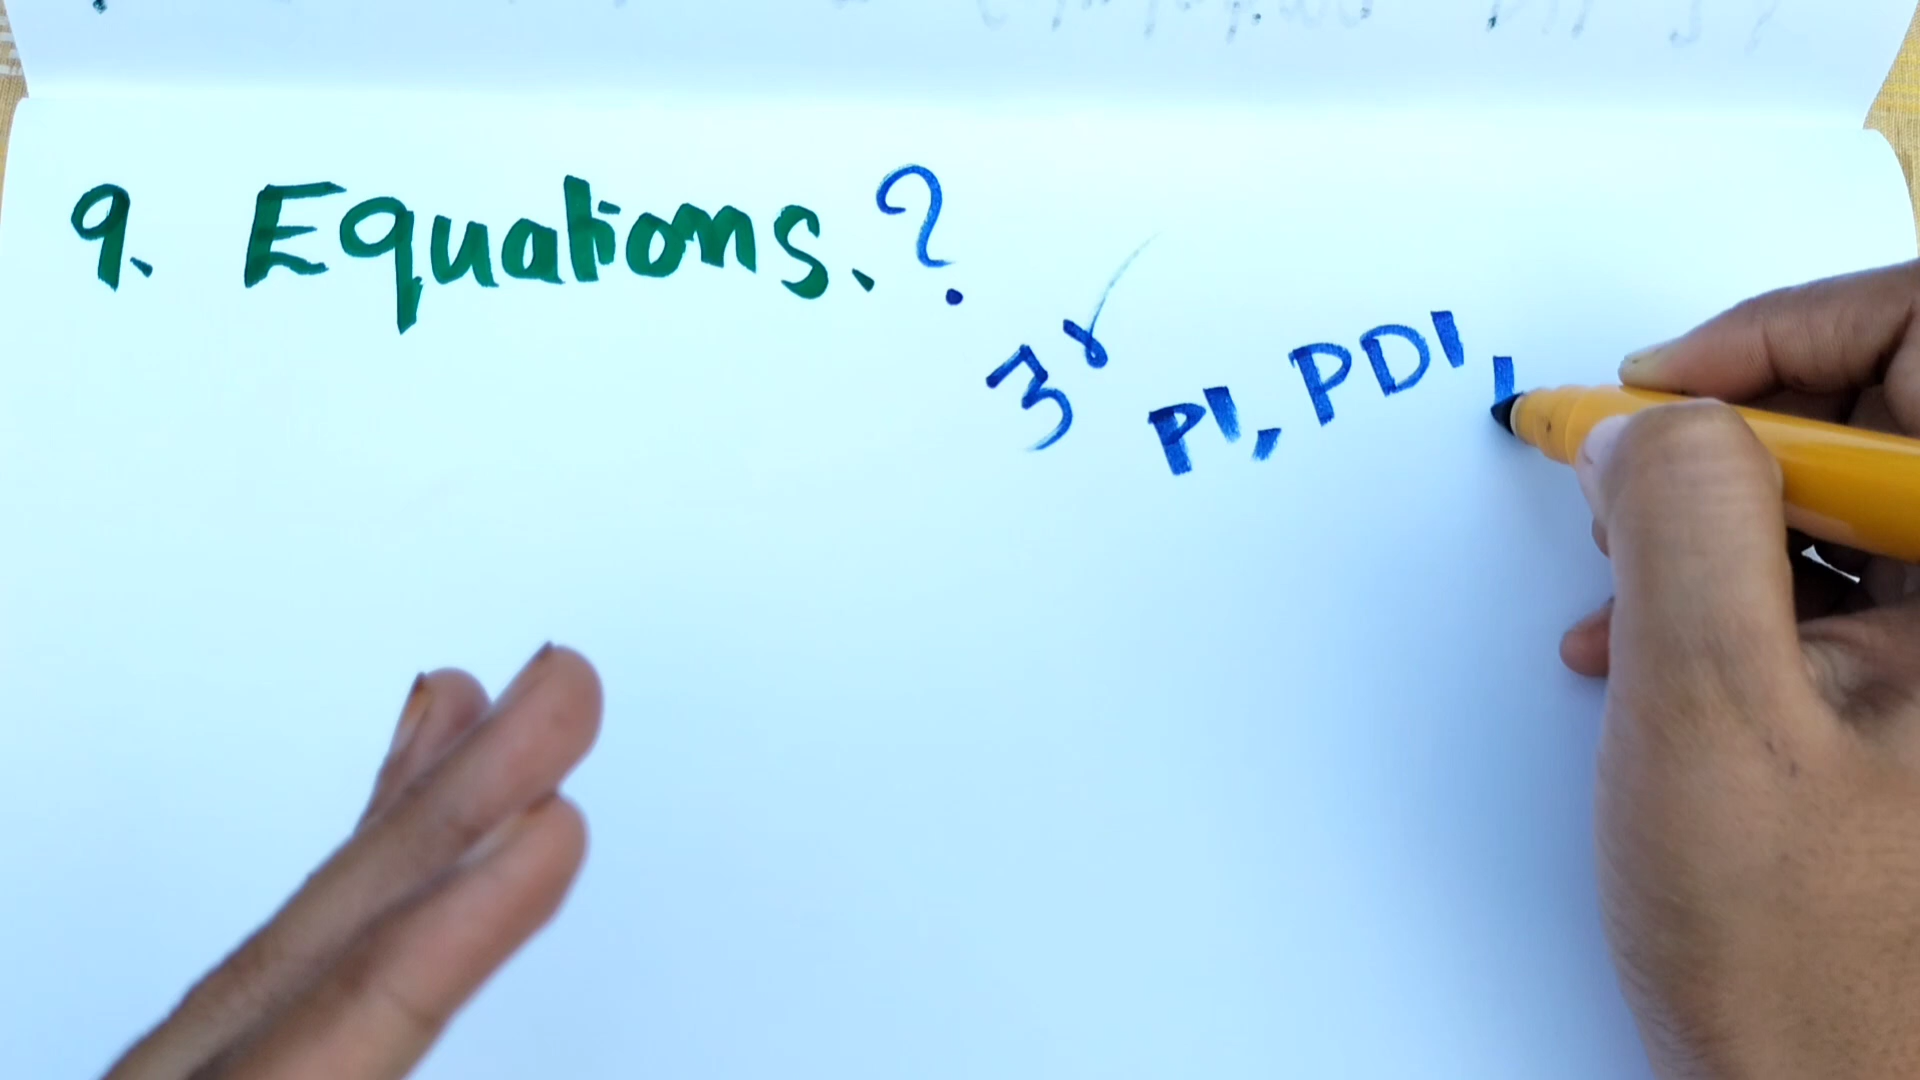 9. Equations. ?
3 ✓
PI, PDI,